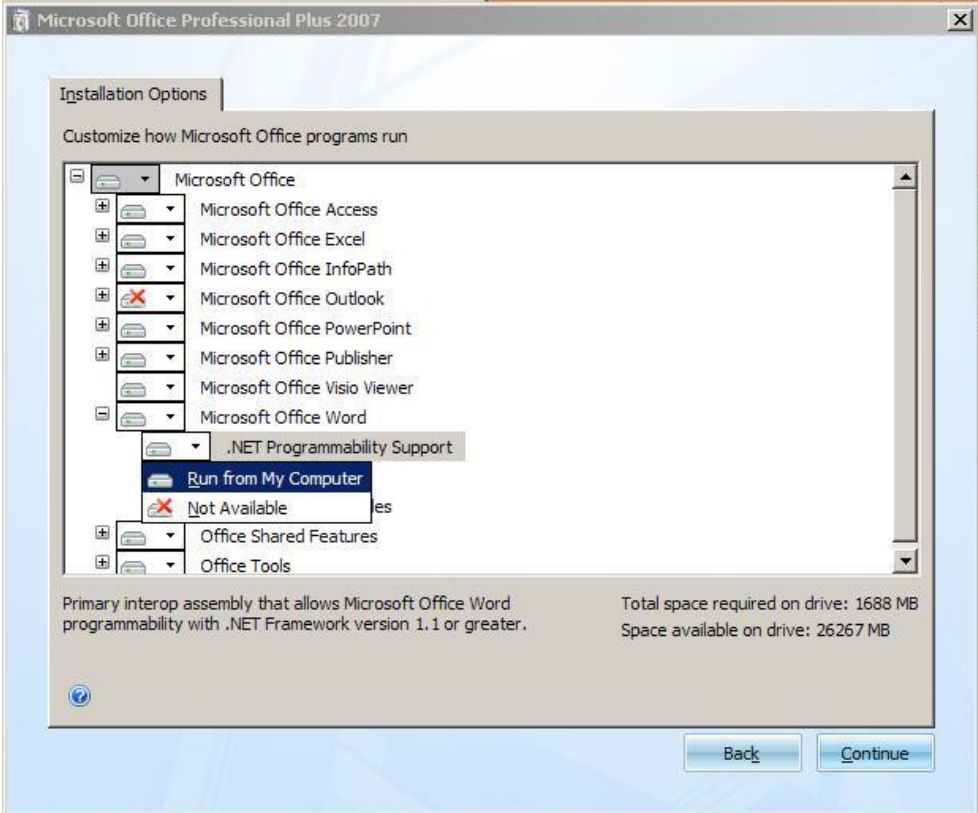 Microsoft Office Professional Plus 2007
Installation Options
Customize how Microsoft Office programs run
Microsoft Office
Microsoft Office Access
Microsoft Office Excel
Microsoft Office InfoPath
Microsoft Office Outlook
Microsoft Office PowerPoint
Microsoft Office Publisher
Microsoft Office Visio Viewer
Microsoft Office Word
.NET Programmability Support
Run from My Computer
Not Available
les
Office Shared Features
Office Tools
Primary interop assembly that allows Microsoft Office Word
programmability with .NET Framework version 1.1 or greater.
Total space required on drive: 1688 MB
Space available on drive: 26267 MB
Back
Continue